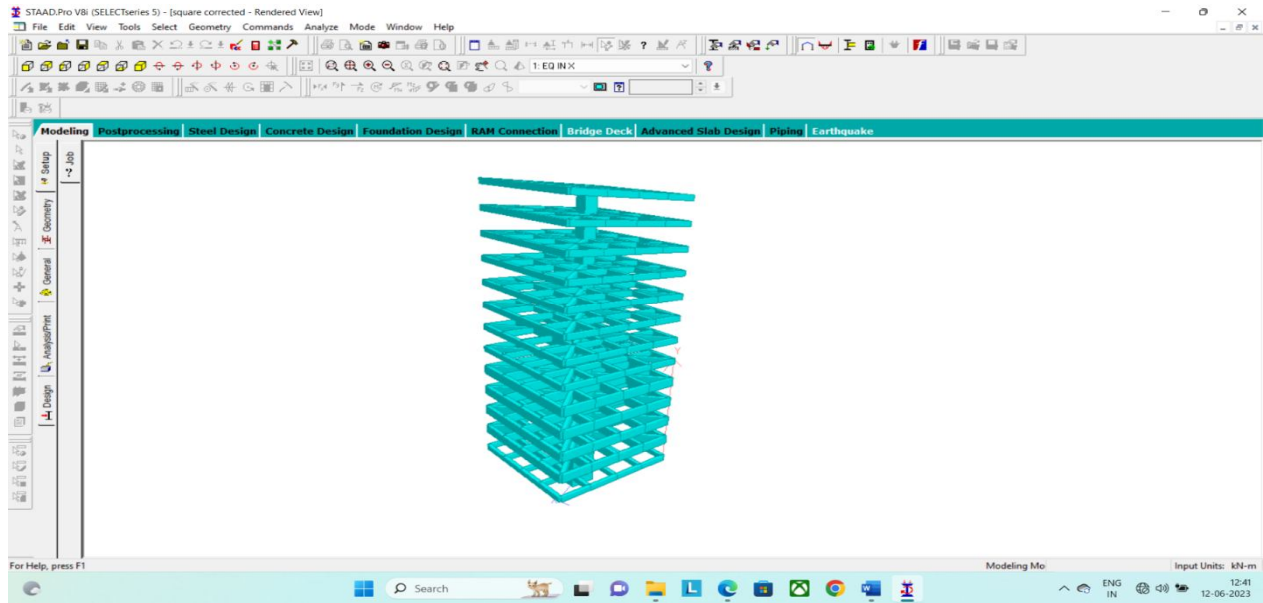 STAAD.Pro V8i (SELECTseries 5) - [square corrected - Rendered View]
File Edit View Tools Select Geometry Commands Analyze Mode Window Help
1: EQ IN X
Modeling Postprocessing Steel Design Concrete Design Foundation Design RAM Connection Bridge Deck Advanced Slab Design Piping Earthquake
Setup
Job
Geometry
General
Analysis/Print
Design
Y
For Help, press F1
Modeling Mo
Input Units: kN-m
Search
ENG
IN
12:41
12-06-2023